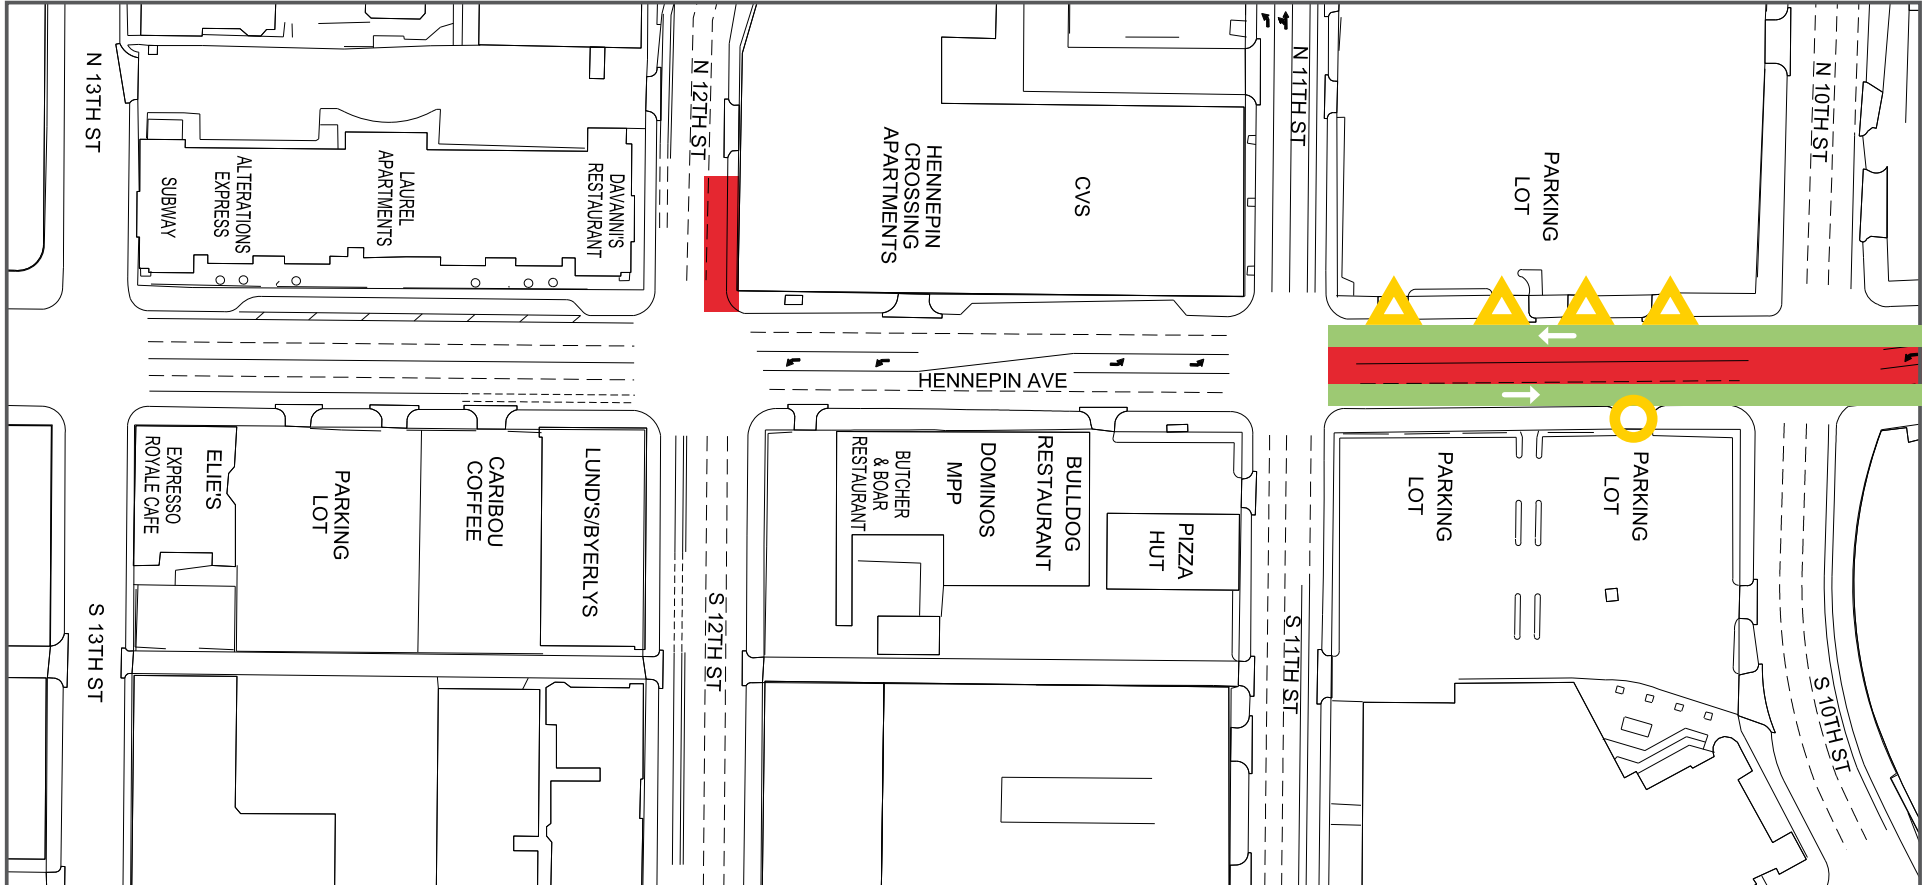 N 13TH ST
N 12TH ST
N 11TH ST
N 10TH ST
SUBWAY
ALTERATIONS
EXPRESS
LAUREL
APARTMENTS
DAVANNI'S
RESTAURANT
HENNEPIN
CROSSING
APARTMENTS
CVS
PARKING
LOT
HENNEPIN AVE
EXPRESSO
ROYALE CAFE
ELIE'S
PARKING
LOT
CARIBOU
COFFEE
LUND'S/BYERLYS
BUTCHER
& BOAR
RESTAURANT
MPP
DOMINOS
BULLDOG
RESTAURANT
PIZZA
HUT
PARKING
LOT
PARKING
LOT
S 13TH ST
S 12TH ST
S 11TH ST
S 10TH ST